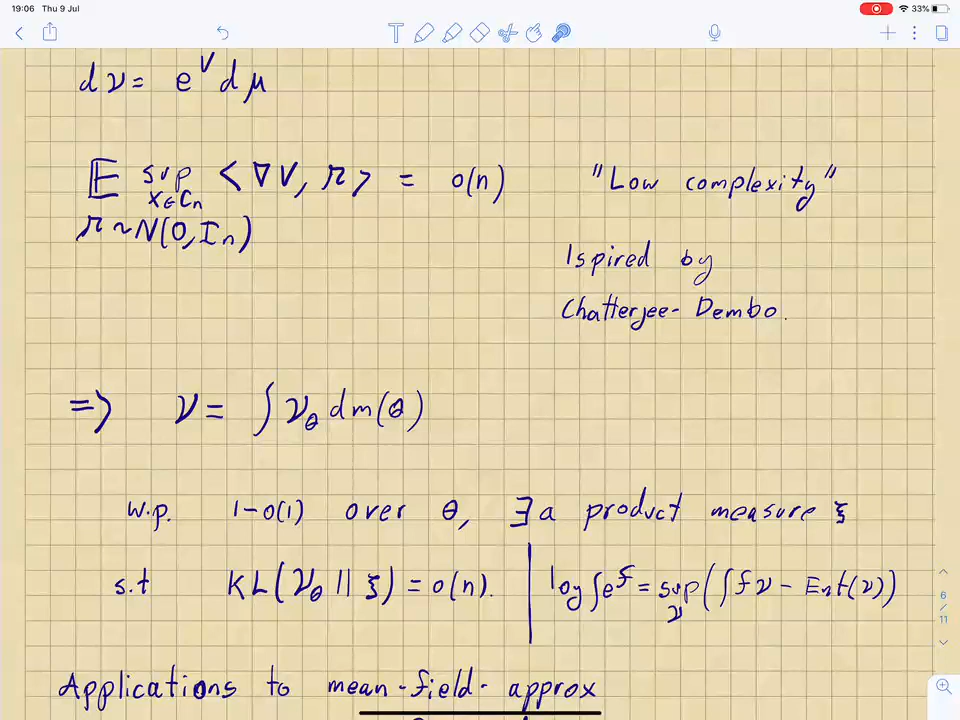 19:06 Thu 9 Jul
33%
dν = e^V dμ
𝔼 sup_{x∈C_n} <∇V, Γ> = o(n) "Low complexity"
Γ ~ N(0, I_n)
Ispired by
Chatterjee-Dembo.
=> ν = ∫ ν_θ dm(θ)
w.p. 1-o(1) over θ, ∃ a product measure ξ
s.t KL(ν_θ || ξ) = o(n). | log∫e^f = sup_ν (∫fν - Ent(ν))
6
/
11
Applications to mean-field-approx